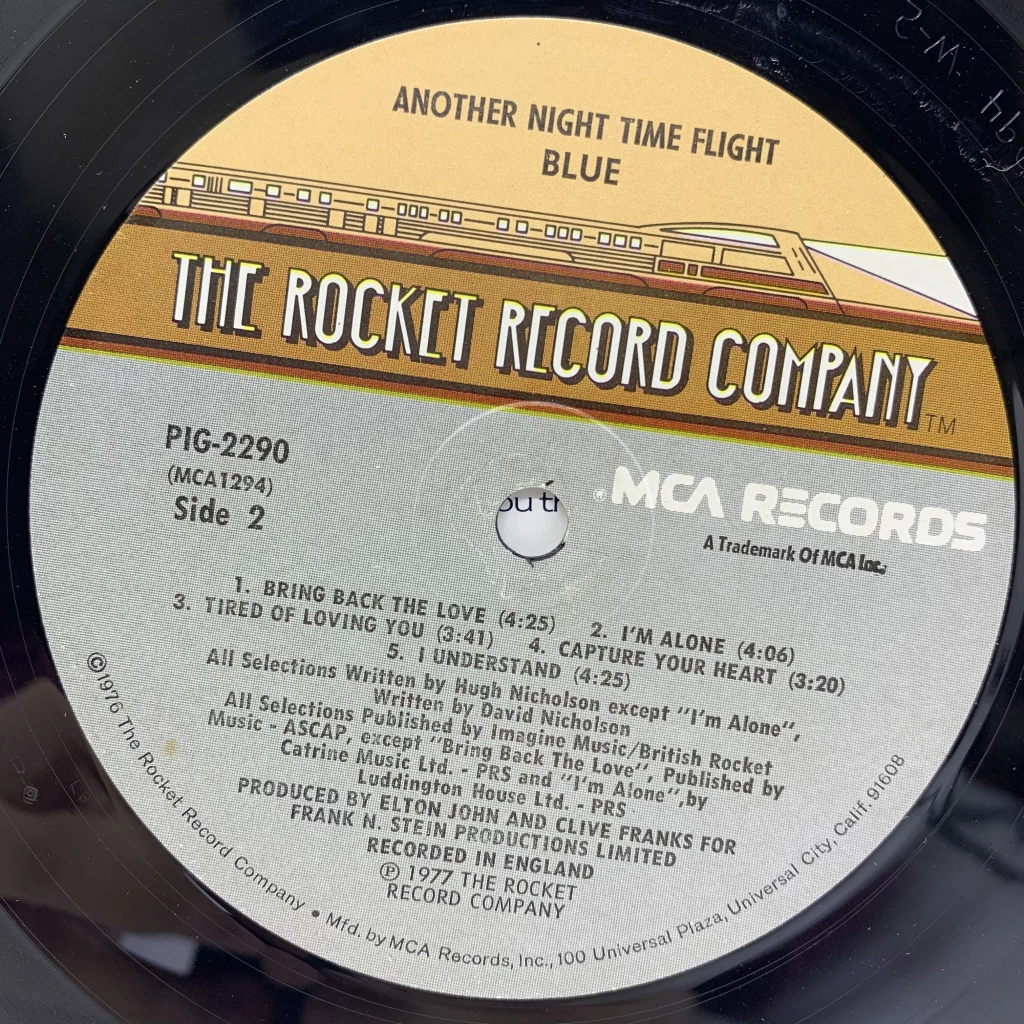 ANOTHER NIGHT TIME FLIGHT
BLUE
THE ROCKET RECORD COMPANY TM
PIG-2290
(MCA1294)
Side 2
MCA RECORDS
A Trademark Of MCA Inc.
1. BRING BACK THE LOVE (4:25) 2. I'M ALONE (4:06)
3. TIRED OF LOVING YOU (3:41) 4. CAPTURE YOUR HEART (3:20)
5. I UNDERSTAND (4:25)
All Selections Written by Hugh Nicholson except "I'm Alone",
Written by David Nicholson
All Selections Published by Imagine Music/British Rocket
Music - ASCAP, except "Bring Back The Love", Published by
Catrine Music Ltd. - PRS and "I'm Alone",by
Luddington House Ltd. - PRS
PRODUCED BY ELTON JOHN AND CLIVE FRANKS FOR
FRANK N. STEIN PRODUCTIONS LIMITED
RECORDED IN ENGLAND
℗ 1977 THE ROCKET
RECORD COMPANY
©1976 The Rocket Record Company • Mfd. by MCA Records, Inc., 100 Universal Plaza, Universal City, Calif. 91608